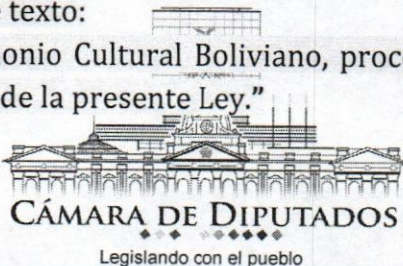 texto:
onio Cultural Boliviano, proc
de la presente Ley.”
CÁMARA DE DIPUTADOS
Legislando con el pueblo